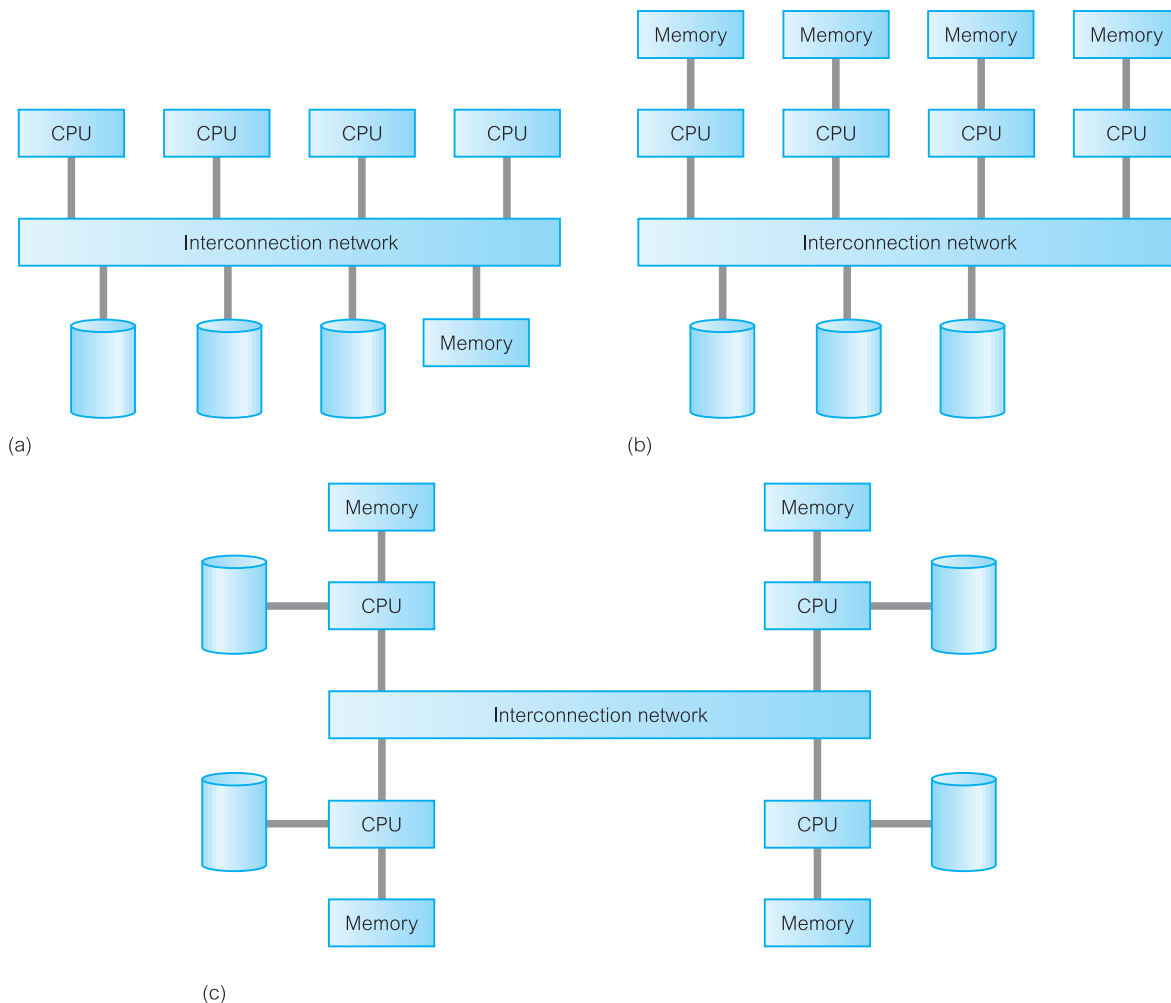 CPU CPU CPU CPU
Interconnection network
Memory
(a)
Memory Memory Memory Memory
CPU CPU CPU CPU
Interconnection network
(b)
Memory Memory
CPU CPU
Interconnection network
CPU CPU
Memory Memory
(c)